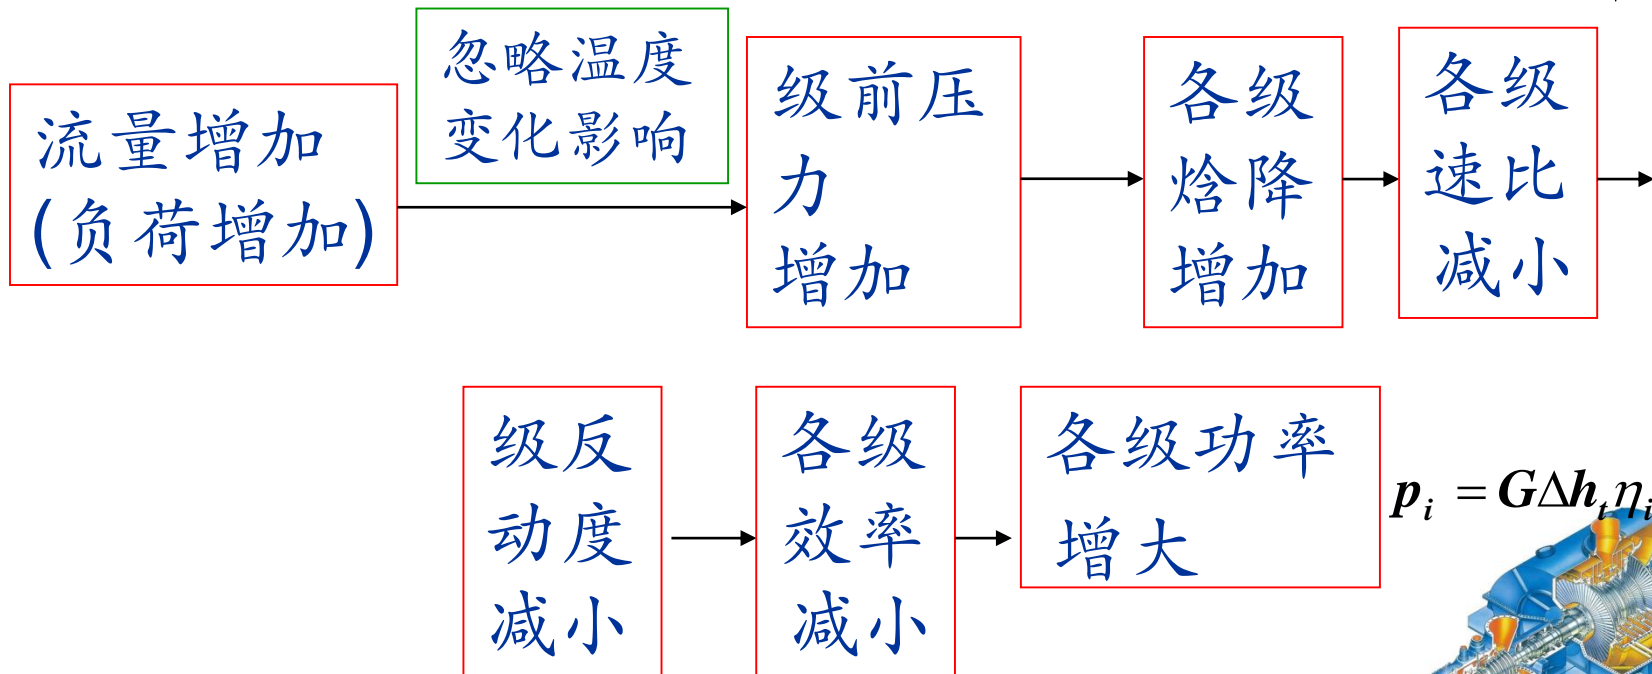 流量增加
(负荷增加)
忽略温度
变化影响
级前压
力
增加
各级
焓降
增加
各级
速比
减小
级反
动度
减小
各级
效率
减小
各级功率
增大
p_i = GΔh_tη_i